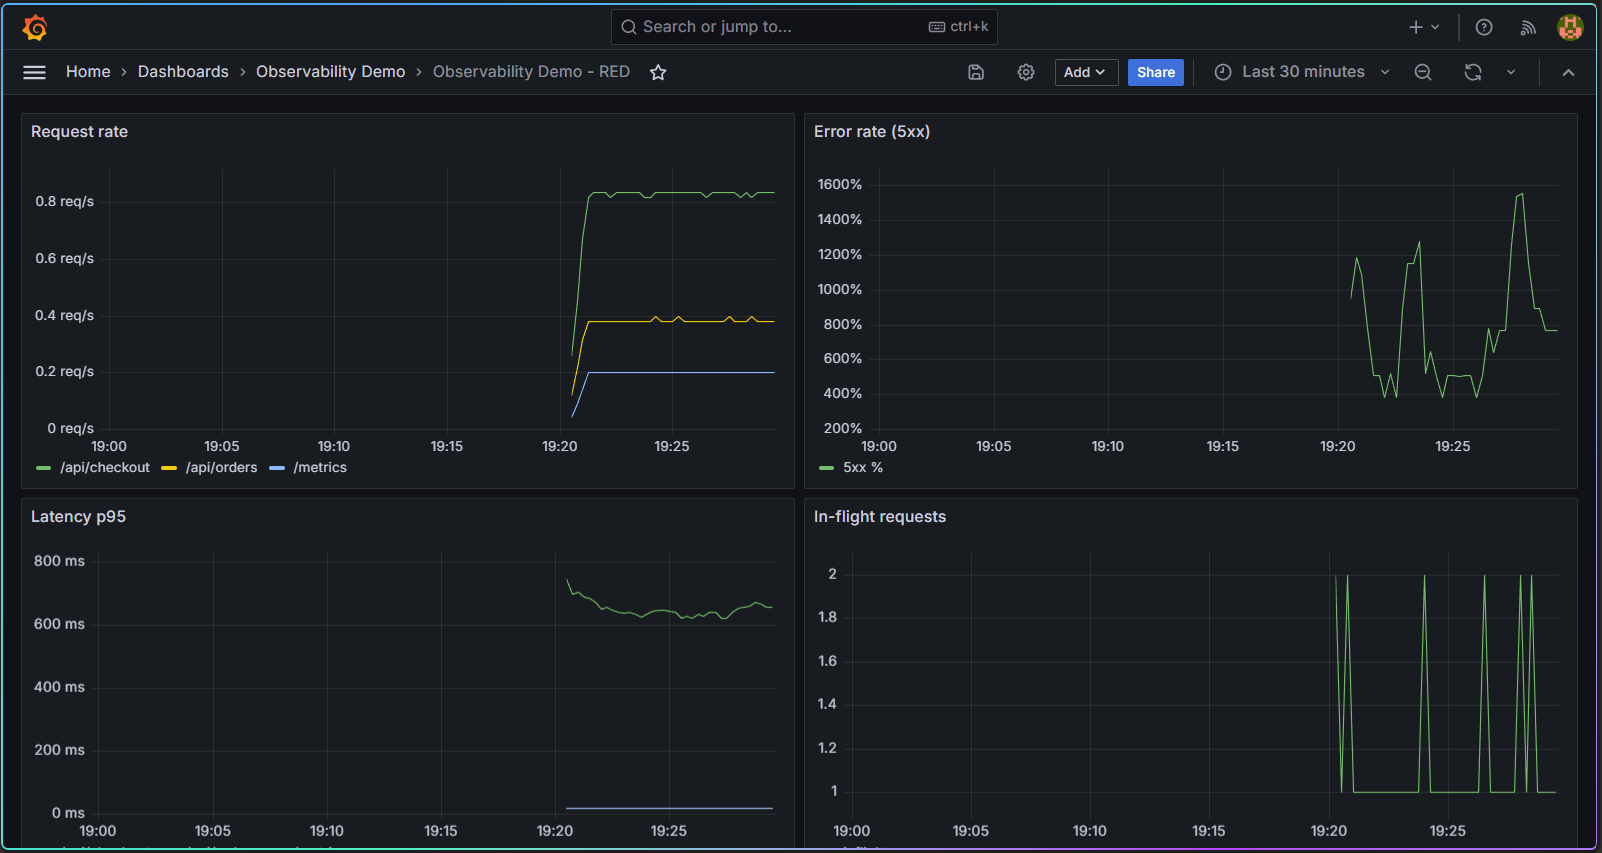 Search or jump to... ctrl+k
Home › Dashboards › Observability Demo › Observability Demo - RED Add Share Last 30 minutes
Request rate
0.8 req/s
0.6 req/s
0.4 req/s
0.2 req/s
0 req/s
19:00 19:05 19:10 19:15 19:20 19:25
/api/checkout /api/orders /metrics
Error rate (5xx)
1600%
1400%
1200%
1000%
800%
600%
400%
200%
19:00 19:05 19:10 19:15 19:20 19:25
5xx %
Latency p95
800 ms
600 ms
400 ms
200 ms
0 ms
19:00 19:05 19:10 19:15 19:20 19:25
In-flight requests
2
1.8
1.6
1.4
1.2
1
19:00 19:05 19:10 19:15 19:20 19:25